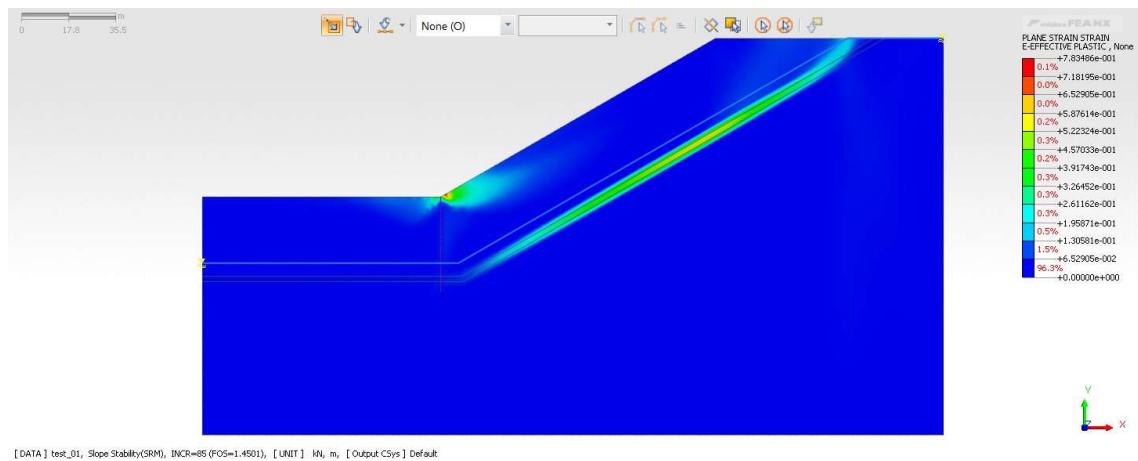 m
0 17.8 35.5
None (O)
midas FEA NX
PLANE STRAIN STRAIN
E-EFFECTIVE PLASTIC , None
+7.83486e-001
0.1%
+7.18195e-001
0.0%
+6.52905e-001
0.0%
+5.87614e-001
0.2%
+5.22324e-001
0.3%
+4.57033e-001
0.2%
+3.91743e-001
0.3%
+3.26452e-001
0.3%
+2.61162e-001
0.3%
+1.95871e-001
0.5%
+1.30581e-001
1.5%
+6.52905e-002
96.3%
+0.00000e+000
Y
Z
X
[ DATA ] test_01, Slope Stability(SRM), INCR=85 (FOS=1.4501), [ UNIT ] kN, m, [ Output CSys ] Default